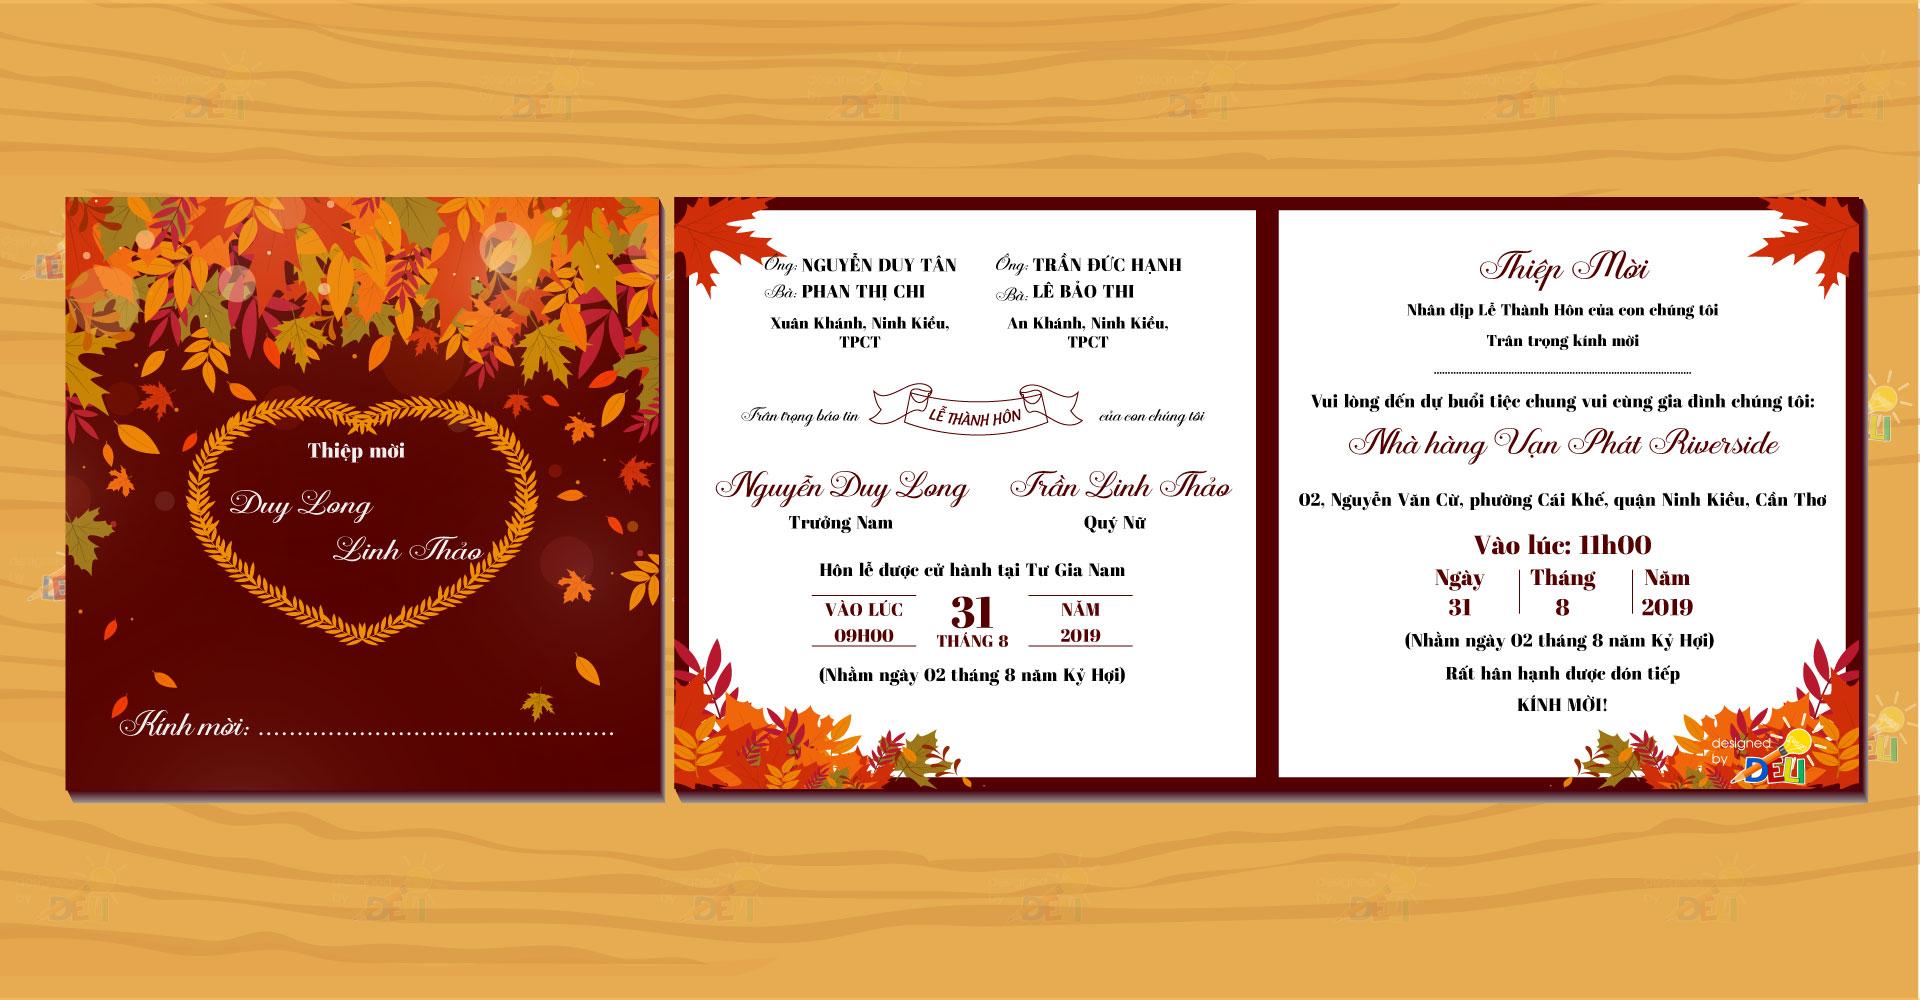 Thiệp mời
Duy Long
Linh Thảo
Kính mời: ............................................
Ông: NGUYỄN DUY TÂN
Bà: PHAN THỊ CHI
Xuân Khánh, Ninh Kiều,
TPCT
Ông: TRẦN ĐỨC HẠNH
Bà: LÊ BẢO THI
An Khánh, Ninh Kiều,
TPCT
Trân trọng báo tin LỄ THÀNH HÔN của con chúng tôi
Nguyễn Duy Long
Trưởng Nam
Trần Linh Thảo
Quý Nữ
Hôn lễ được cử hành tại Tư Gia Nam
VÀO LÚC
09H00
31
THÁNG 8
NĂM
2019
(Nhằm ngày 02 tháng 8 năm Kỷ Hợi)
Thiệp Mời
Nhân dịp Lễ Thành Hôn của con chúng tôi
Trân trọng kính mời
Vui lòng đến dự buổi tiệc chung vui cùng gia đình chúng tôi:
Nhà hàng Vạn Phát Riverside
02, Nguyễn Văn Cừ, phường Cái Khế, quận Ninh Kiều, Cần Thơ
Vào lúc: 11h00
Ngày Tháng Năm
31 8 2019
(Nhằm ngày 02 tháng 8 năm Kỷ Hợi)
Rất hân hạnh được đón tiếp
KÍNH MỜI!
designed
by DELI